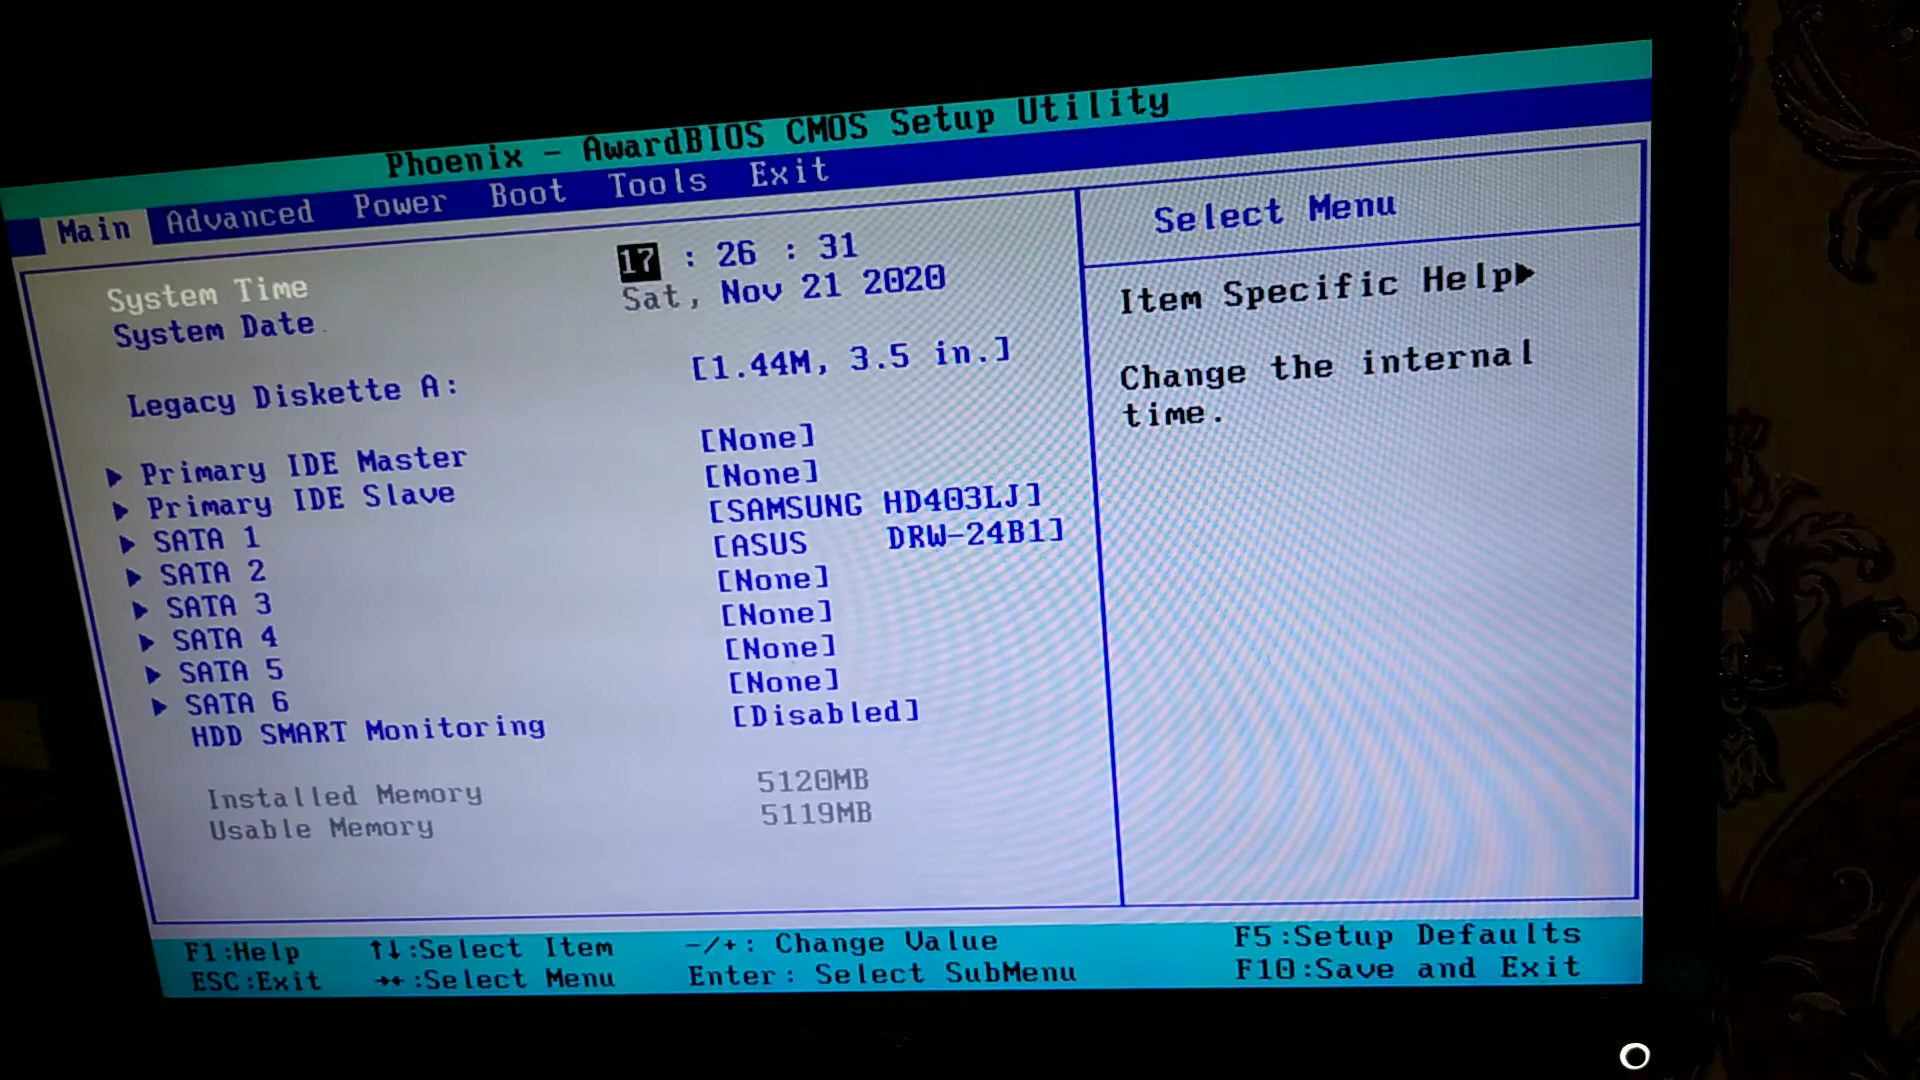 Phoenix - AwardBIOS CMOS Setup Utility
Main Advanced Power Boot Tools Exit
Select Menu
System Time 17 : 26 : 31
System Date Sat, Nov 21 2020
Legacy Diskette A: [1.44M, 3.5 in.]
▶ Primary IDE Master [None]
▶ Primary IDE Slave [None]
▶ SATA 1 [SAMSUNG HD403LJ]
▶ SATA 2 [ASUS DRW-24B1]
▶ SATA 3 [None]
▶ SATA 4 [None]
▶ SATA 5 [None]
▶ SATA 6 [None]
HDD SMART Monitoring [Disabled]
Installed Memory 5120MB
Usable Memory 5119MB
Item Specific Help▶
Change the internal
time.
F1:Help ↑↓:Select Item -/+: Change Value F5:Setup Defaults
ESC:Exit →←:Select Menu Enter: Select SubMenu F10:Save and Exit